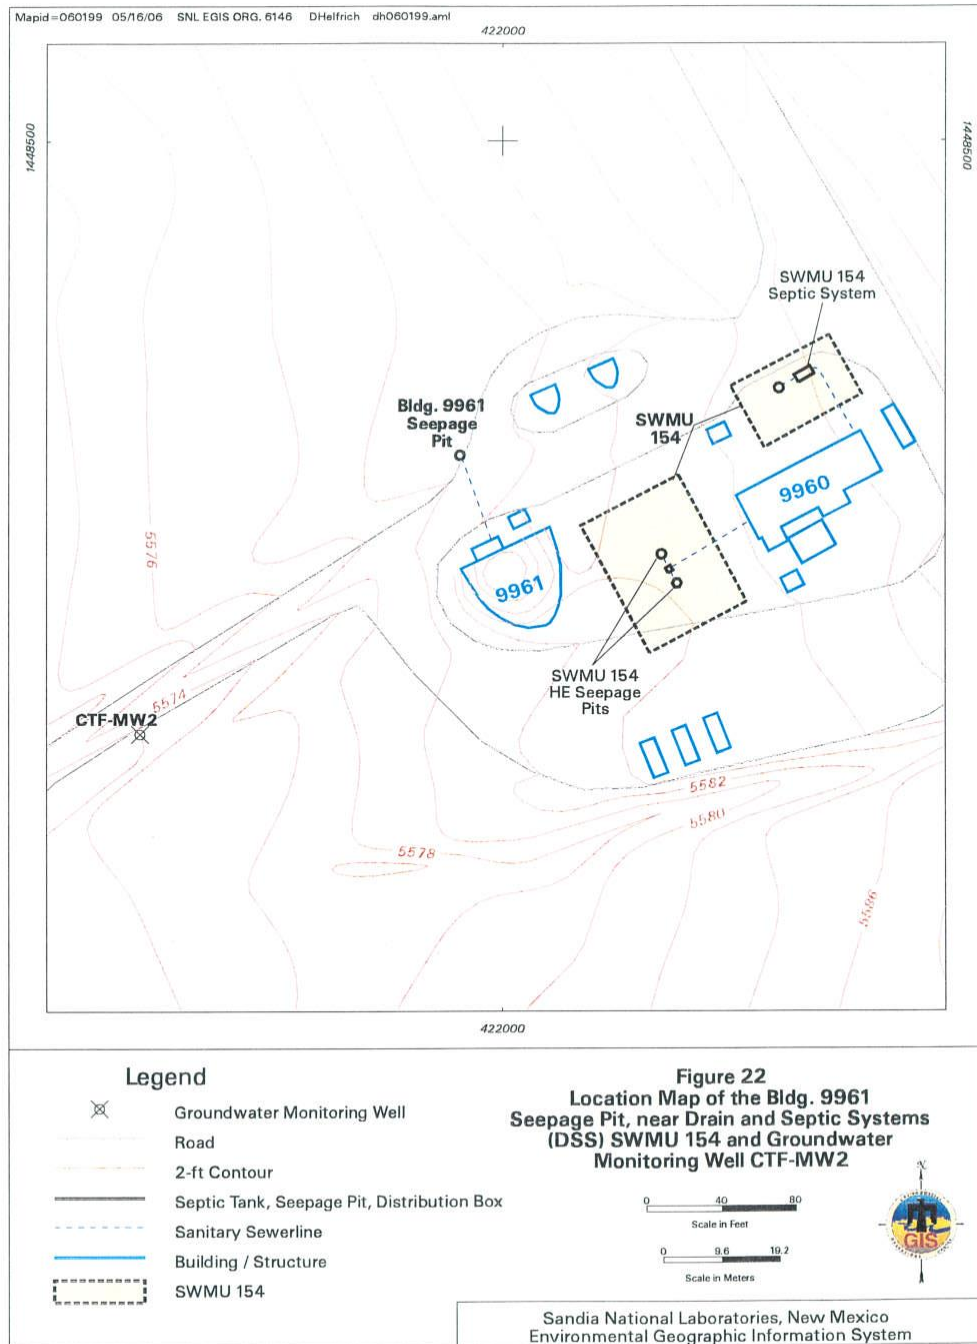 Mapid=060199 05/16/06 SNL EGIS ORG. 6146 DHelfrich dh060199.aml
422000
1448500
1448500
SWMU 154
Septic System
Bldg. 9961
Seepage
Pit
SWMU
154
9960
5576
9961
SWMU 154
HE Seepage
Pits
5574
CTF-MW2
5582
5580
5578
5586
422000
Legend
Groundwater Monitoring Well
Road
2-ft Contour
Septic Tank, Seepage Pit, Distribution Box
Sanitary Sewerline
Building / Structure
SWMU 154
Figure 22
Location Map of the Bldg. 9961
Seepage Pit, near Drain and Septic Systems
(DSS) SWMU 154 and Groundwater
Monitoring Well CTF-MW2
0 40 80
Scale in Feet
0 9.6 19.2
Scale in Meters
N
GIS
Sandia National Laboratories, New Mexico
Environmental Geographic Information System